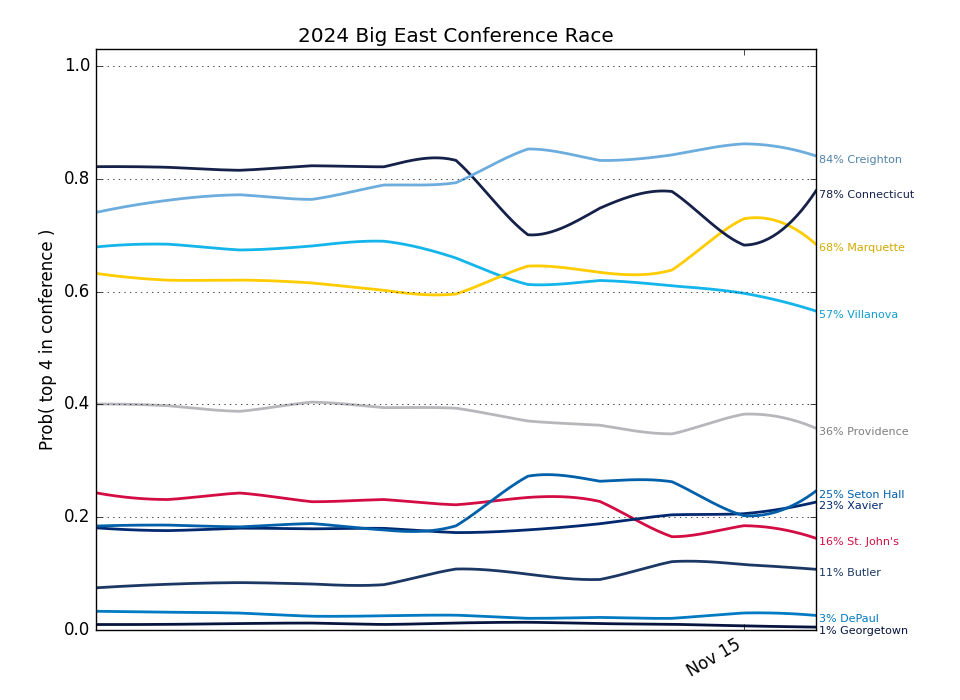 2024 Big East Conference Race
Prob( top 4 in conference )
1.0
0.8
0.6
0.4
0.2
0.0
84% Creighton
78% Connecticut
68% Marquette
57% Villanova
36% Providence
25% Seton Hall
23% Xavier
16% St. John's
11% Butler
3% DePaul
1% Georgetown
Nov 15